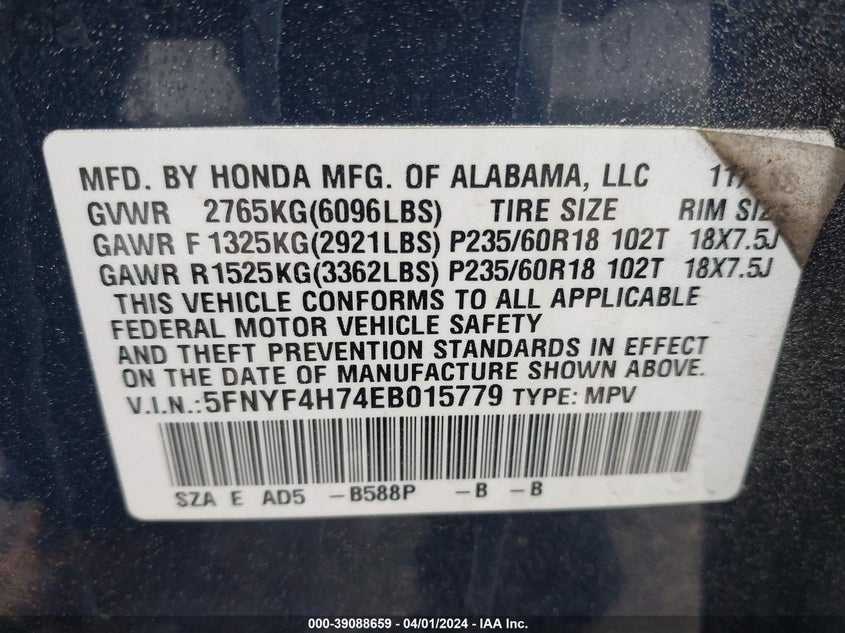 MFD. BY HONDA MFG. OF ALABAMA, LLC
GVWR 2765KG(6096LBS) TIRE SIZE RIM SIZE
GAWR F 1325KG(2921LBS) P235/60R18 102T 18X7.5J
GAWR R1525KG(3362LBS) P235/60R18 102T 18X7.5J
THIS VEHICLE CONFORMS TO ALL APPLICABLE
FEDERAL MOTOR VEHICLE SAFETY
AND THEFT PREVENTION STANDARDS IN EFFECT
ON THE DATE OF MANUFACTURE SHOWN ABOVE.
V.I.N.:5FNYF4H74EB015779 TYPE: MPV
SZA E AD5 -B588P -B -B
000-39088659 - 04/01/2024 - IAA Inc.